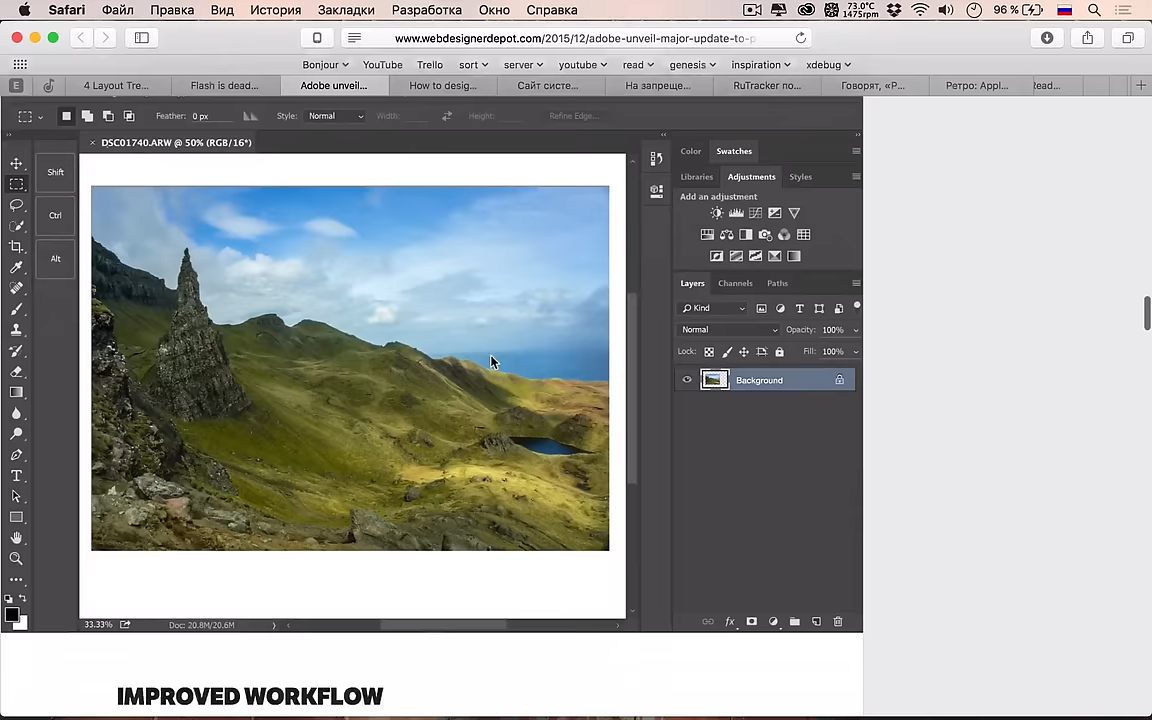 Safari Файл Правка Вид История Закладки Разработка Окно Справка 73.0°C 1475rpm 96 %
www.webdesignerdepot.com/2015/12/adobe-unveil-major-update-to-p
Bonjour YouTube Trello sort server youtube read genesis inspiration xdebug
E 4 Layout Tre... Flash is dead... Adobe unveil... How to desig... Сайт систе... На запреще... RuTracker по... Говорят, «Р... Ретро: Appl... Read...
Feather: 0 px Style: Normal Width: Height: Refine Edge...
DSC01740.ARW @ 50% (RGB/16*)
Color Swatches
Shift
Libraries Adjustments Styles
Add an adjustment
Ctrl
Alt
Layers Channels Paths
Kind
Normal Opacity: 100%
Lock: Fill: 100%
Background
33.33% Doc: 20.8M/20.6M
fx
IMPROVED WORKFLOW